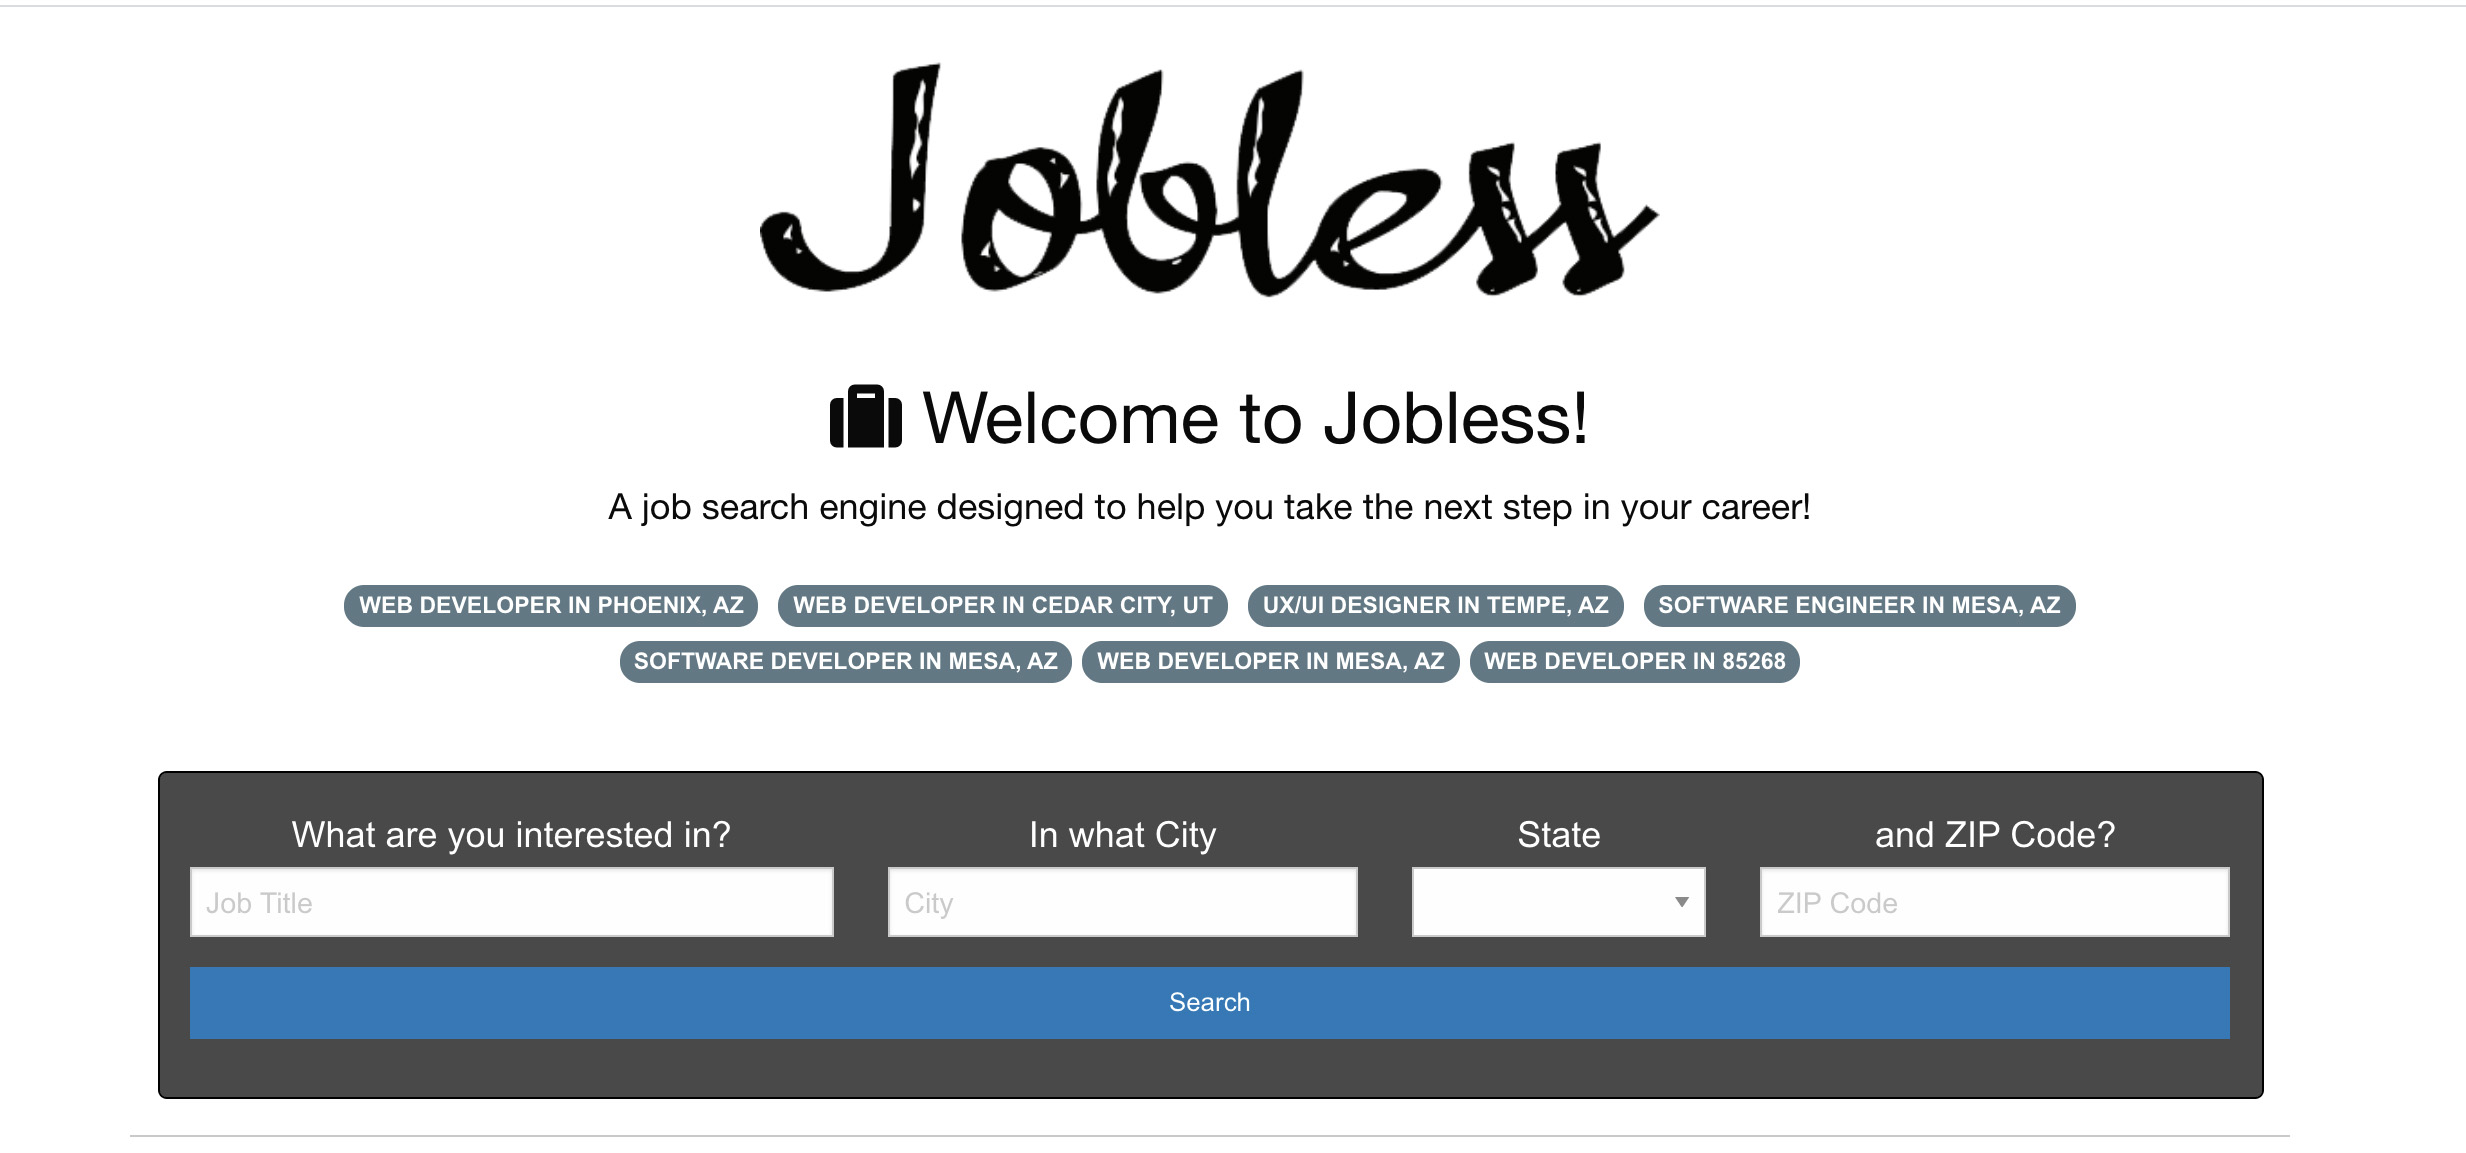 Jobless
Welcome to Jobless!
A job search engine designed to help you take the next step in your career!
WEB DEVELOPER IN PHOENIX, AZ WEB DEVELOPER IN CEDAR CITY, UT UX/UI DESIGNER IN TEMPE, AZ SOFTWARE ENGINEER IN MESA, AZ
SOFTWARE DEVELOPER IN MESA, AZ WEB DEVELOPER IN MESA, AZ WEB DEVELOPER IN 85268
What are you interested in? In what City State and ZIP Code?
Job Title City ZIP Code
Search